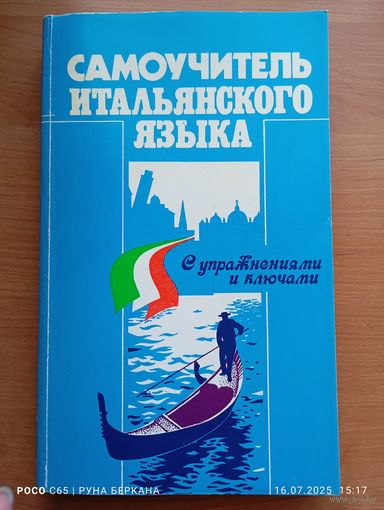 САМОУЧИТЕЛЬ
ИТАЛЬЯНСКОГО
ЯЗЫКА
С упражнениями
и ключами
POCO C65 | РУНА БЕРКАНА
16.07.2025 15:17